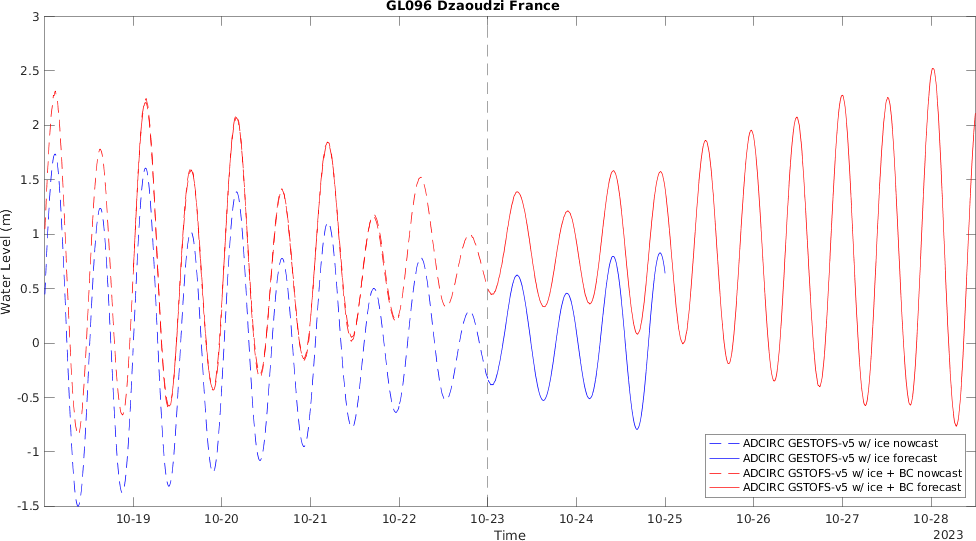 GL096 Dzaoudzi France
3
2.5
2
1.5
1
0.5
0
-0.5
-1
-1.5
Water Level (m)
10-19 10-20 10-21 10-22 10-23 10-24 10-25 10-26 10-27 10-28
Time
2023
ADCIRC GESTOFS-v5 w/ ice nowcast
ADCIRC GESTOFS-v5 w/ ice forecast
ADCIRC GSTOFS-v5 w/ ice + BC nowcast
ADCIRC GSTOFS-v5 w/ ice + BC forecast